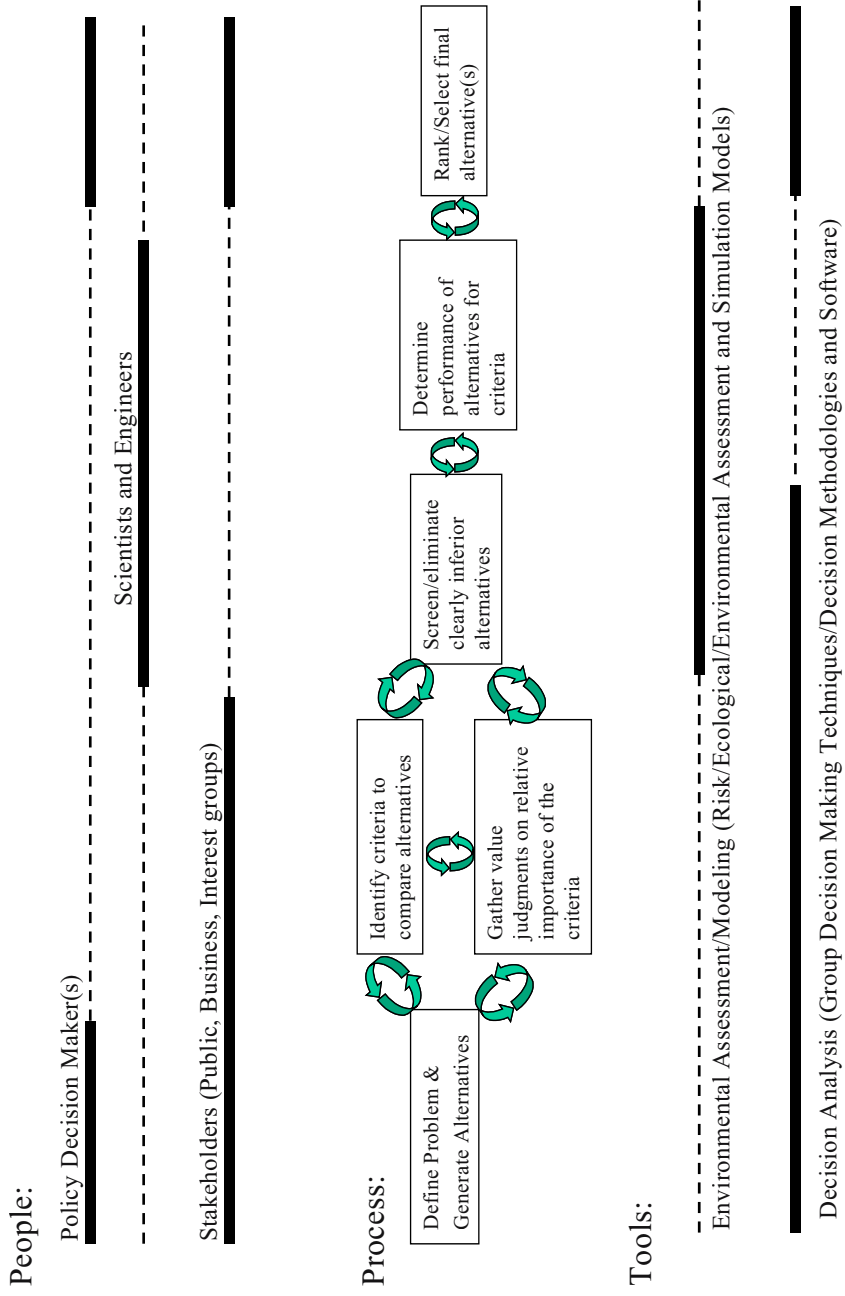 People:
Policy Decision Maker(s)
Scientists and Engineers
Stakeholders (Public, Business, Interest groups)
Process:
Define Problem &
Generate Alternatives
Identify criteria to
compare alternatives
Gather value
judgments on relative
importance of the
criteria
Screen/eliminate
clearly inferior
alternatives
Determine
performance of
alternatives for
criteria
Rank/Select final
alternative(s)
Tools:
Environmental Assessment/Modeling (Risk/Ecological/Environmental Assessment and Simulation Models)
Decision Analysis (Group Decision Making Techniques/Decision Methodologies and Software)